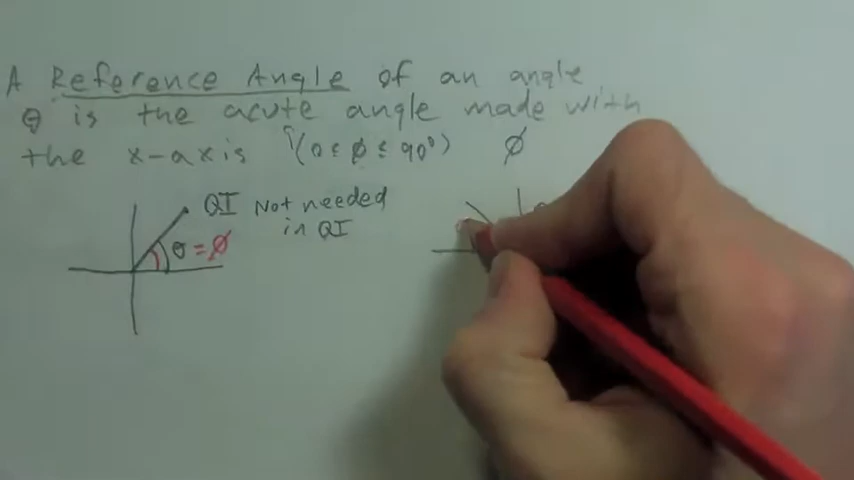 A Reference Angle of an angle
θ is the acute angle made with
the x-axis (0 ≤ ø ≤ 90°) ø
QI Not needed
in QI
θ = ø